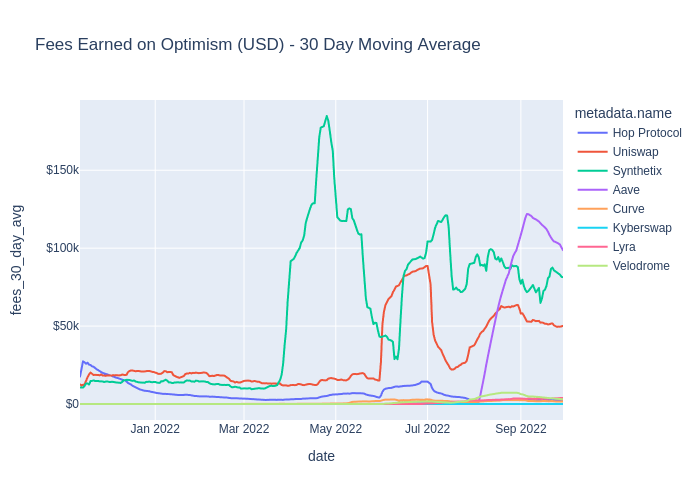 Fees Earned on Optimism (USD) - 30 Day Moving Average
metadata.name
Hop Protocol
Uniswap
Synthetix
Aave
Curve
Kyberswap
Lyra
Velodrome
fees_30_day_avg
$150k
$100k
$50k
$0
Jan 2022
Mar 2022
May 2022
Jul 2022
Sep 2022
date